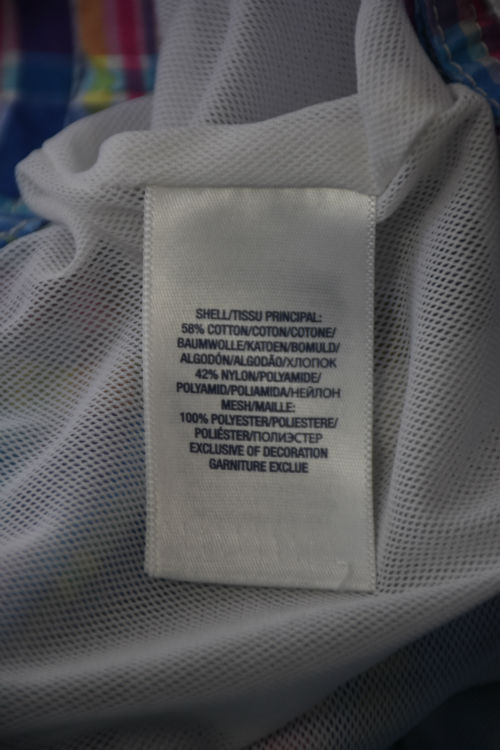 SHELL/TISSU PRINCIPAL:
58% COTTON/COTON/COTONE/
BAUMWOLLE/KATOEN/BOMULD/
ALGODÓN/ALGODÃO/ХЛОПОК
42% NYLON/POLYAMIDE/
POLYAMID/POLIAMIDA/НЕЙЛОН
MESH/MAILLE:
100% POLYESTER/POLIESTERE/
POLIÉSTER/ПОЛИЭСТЕР
EXCLUSIVE OF DECORATION
GARNITURE EXCLUE